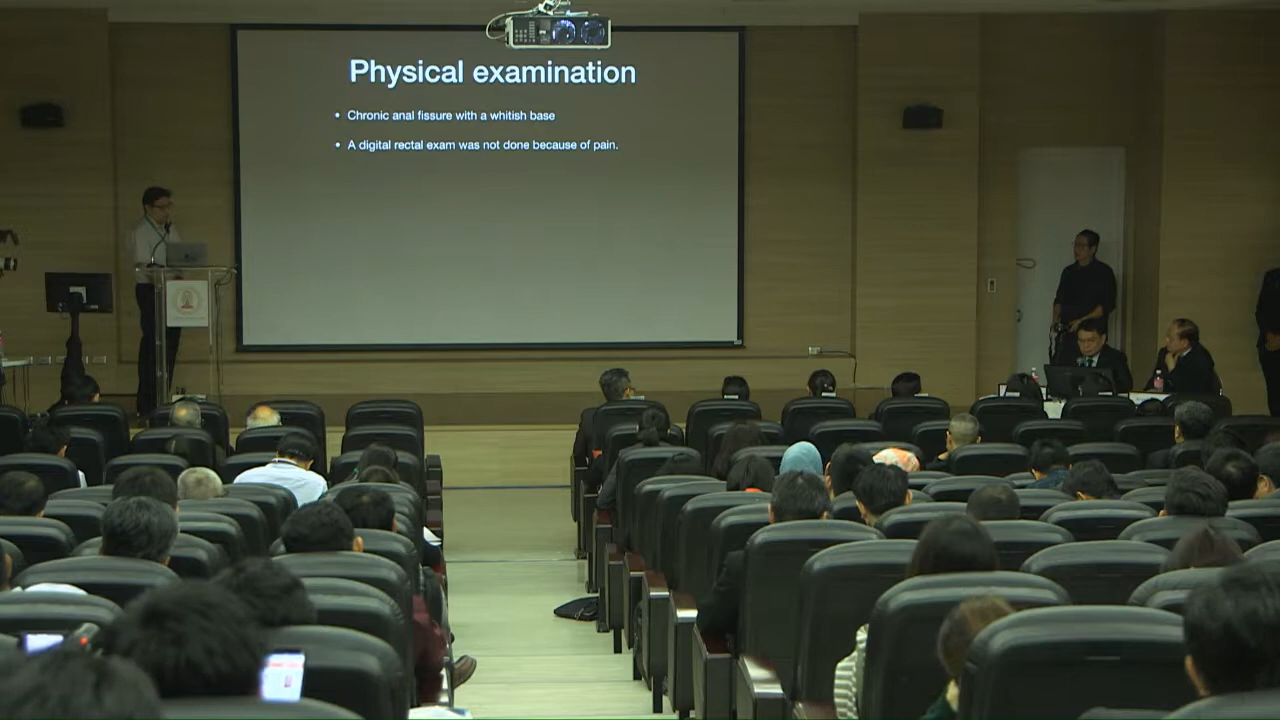 Physical examination
• Chronic anal fissure with a whitish base
• A digital rectal exam was not done because of pain.